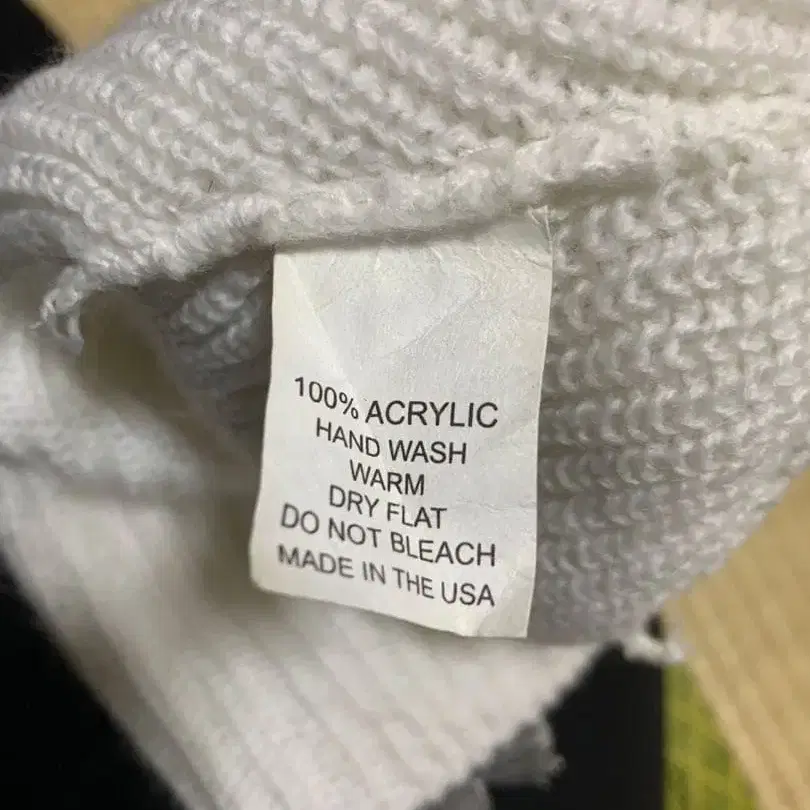 100% ACRYLIC
HAND WASH
WARM
DRY FLAT
DO NOT BLEACH
MADE IN THE USA